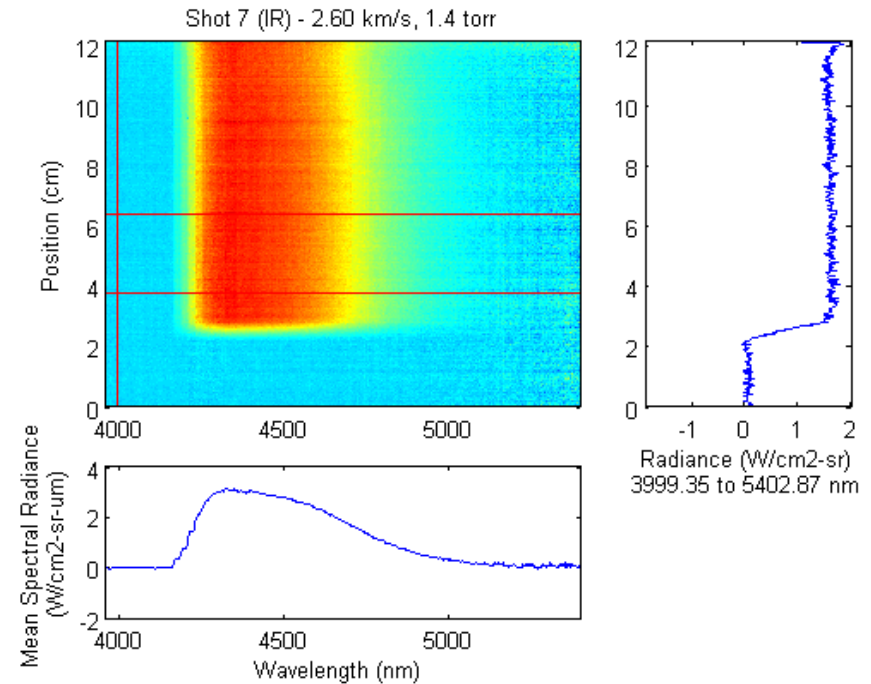 Shot 7 (IR) - 2.60 km/s, 1.4 torr
12
10
8
6
4
2
0
Position (cm)
4000 4500 5000
12
10
8
6
4
2
0
-1 0 1 2
Radiance (W/cm2-sr)
3999.35 to 5402.87 nm
Mean Spectral Radiance
(W/cm2-sr-um)
4
2
0
-2
4000 4500 5000
Wavelength (nm)